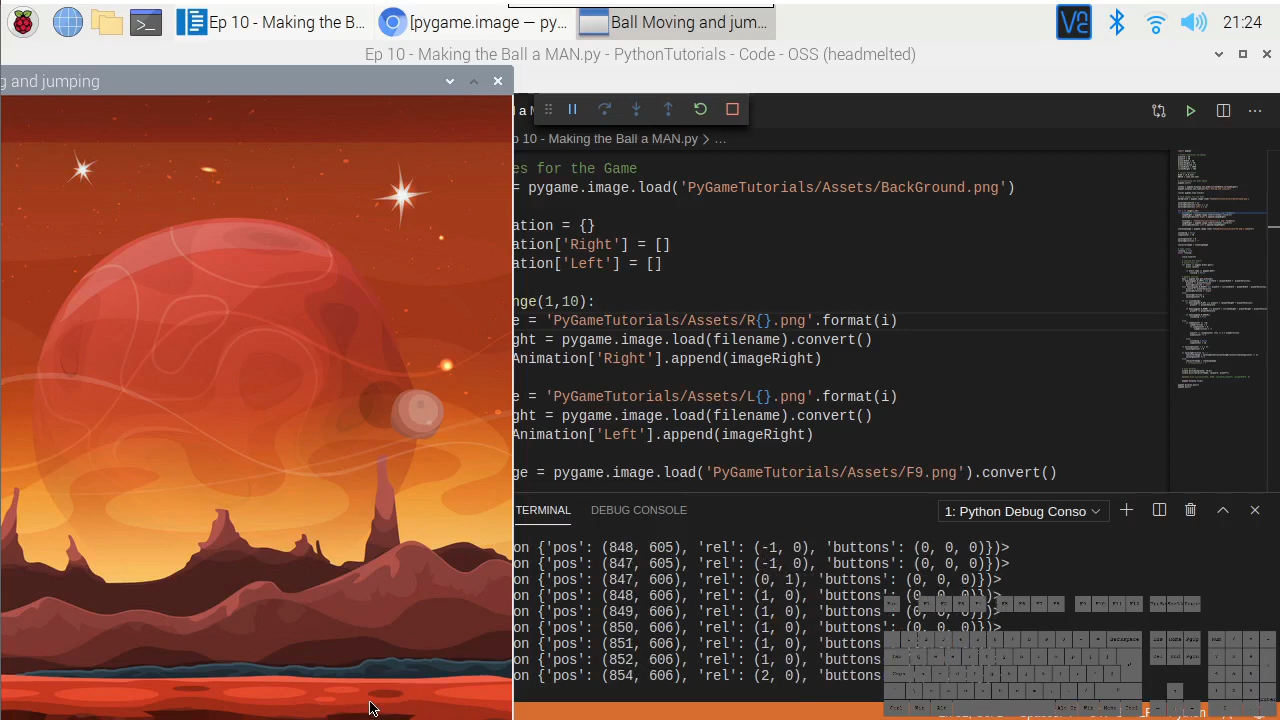 Ep 10 - Making the B...
[pygame.image — py...
Ball Moving and jum...
21:24
Ep 10 - Making the Ball a MAN.py - PythonTutorials - Code - OSS (headmelted)
g and jumping
a M
p 10 - Making the Ball a MAN.py > ...
es for the Game
= pygame.image.load('PyGameTutorials/Assets/BackGround.png')
ation = {}
ation['Right'] = []
ation['Left'] = []
nge(1,10):
e = 'PyGameTutorials/Assets/R{}.png'.format(i)
ght = pygame.image.load(filename).convert()
Animation['Right'].append(imageRight)
e = 'PyGameTutorials/Assets/L{}.png'.format(i)
ght = pygame.image.load(filename).convert()
Animation['Left'].append(imageRight)
ge = pygame.image.load('PyGameTutorials/Assets/F9.png').convert()
TERMINAL
DEBUG CONSOLE
1: Python Debug Conso
on {'pos': (848, 605), 'rel': (-1, 0), 'buttons': (0, 0, 0)})>
on {'pos': (847, 605), 'rel': (-1, 0), 'buttons': (0, 0, 0)})>
on {'pos': (847, 606), 'rel': (0, 1), 'buttons': (0, 0, 0)})>
on {'pos': (848, 606), 'rel': (1, 0), 'buttons': (0, 0, 0)})>
on {'pos': (849, 606), 'rel': (1, 0), 'buttons': (0, 0, 0)})>
on {'pos': (850, 606), 'rel': (1, 0), 'buttons': (0, 0, 0)})>
on {'pos': (851, 606), 'rel': (1, 0), 'buttons
on {'pos': (852, 606), 'rel': (1, 0), 'buttons
on {'pos': (854, 606), 'rel': (2, 0), 'buttons